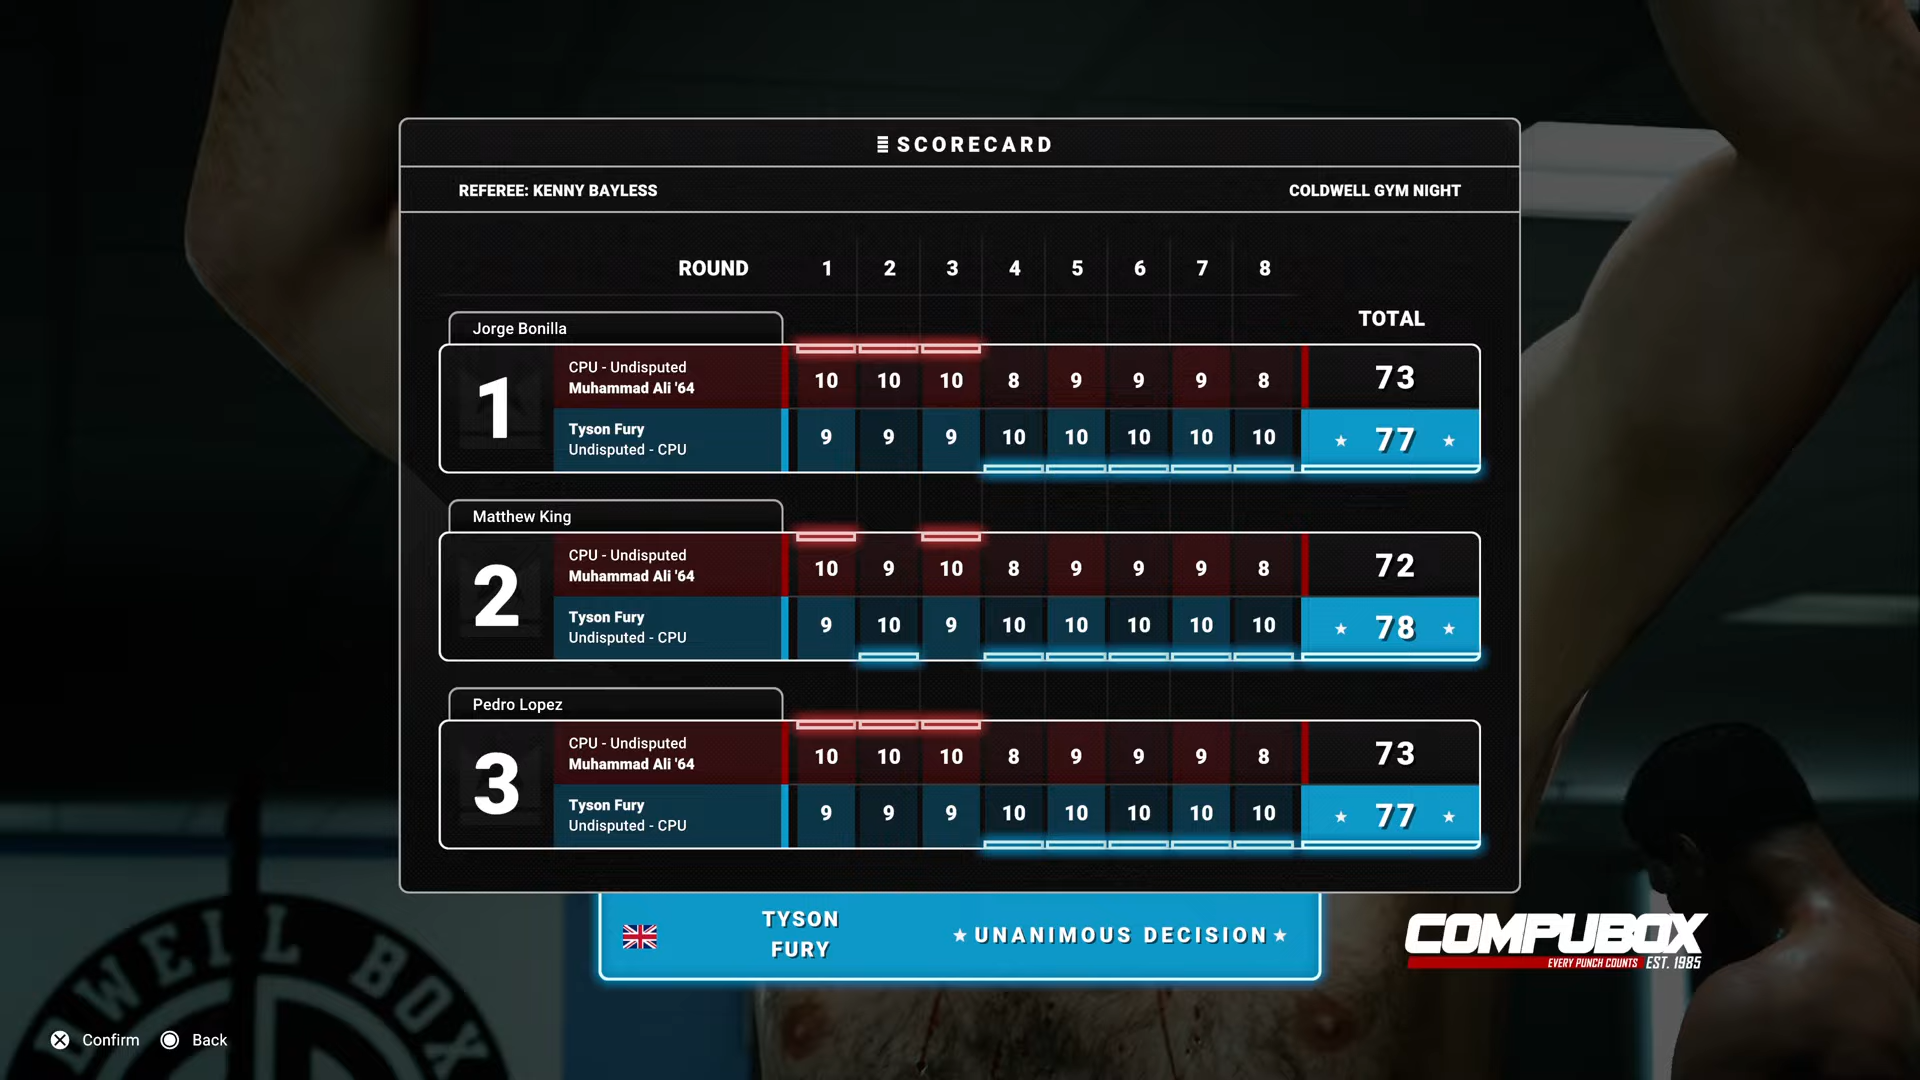 SCORECARD
REFEREE: KENNY BAYLESS
COLDWELL GYM NIGHT
ROUND 1 2 3 4 5 6 7 8
TOTAL
Jorge Bonilla
1
CPU - Undisputed
Muhammad Ali '64
10 10 10 8 9 9 9 8 73
Tyson Fury
Undisputed - CPU
9 9 9 10 10 10 10 10 77
Matthew King
2
CPU - Undisputed
Muhammad Ali '64
10 9 10 8 9 9 9 8 72
Tyson Fury
Undisputed - CPU
9 10 9 10 10 10 10 10 78
Pedro Lopez
3
CPU - Undisputed
Muhammad Ali '64
10 10 10 8 9 9 9 8 73
Tyson Fury
Undisputed - CPU
9 9 9 10 10 10 10 10 77
TYSON
FURY
UNANIMOUS DECISION
COMPUBOX
EVERY PUNCH COUNTS EST. 1985
DWELL BOX
Confirm
Back